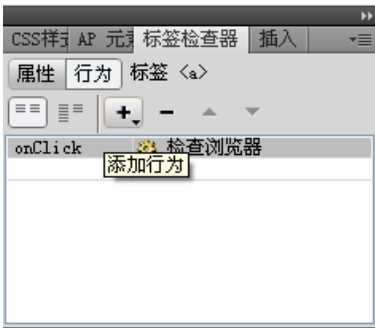 CSS样式 AP 元素 标签检查器 插入
属性 行为 标签 <a>
onClick 检查浏览器
添加行为